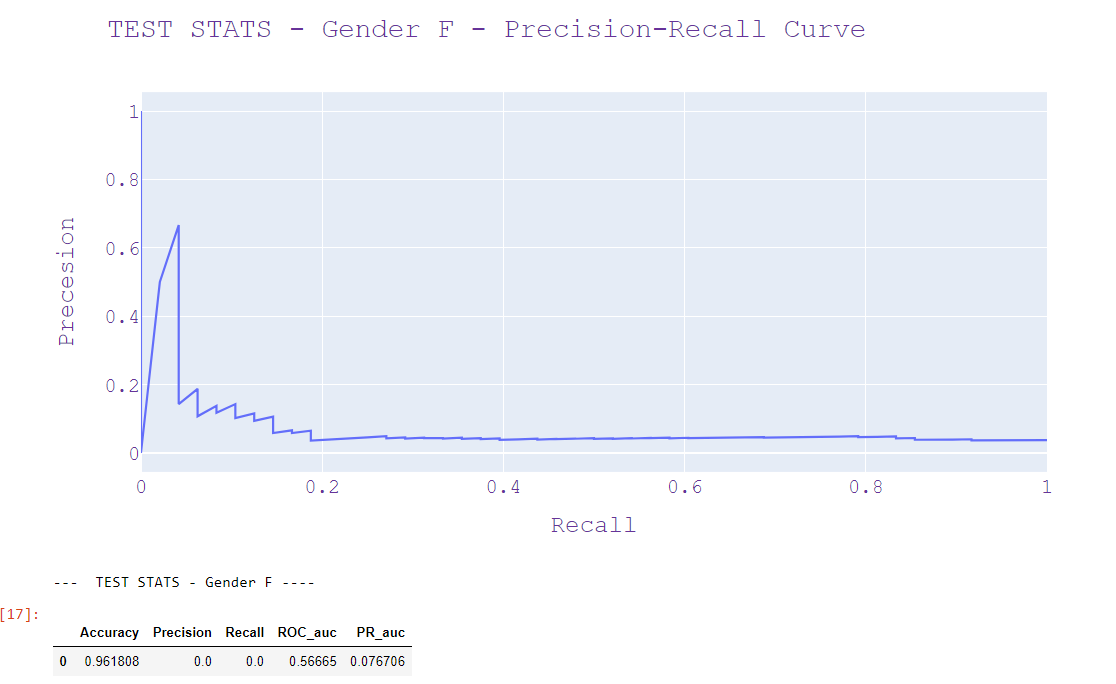 TEST STATS - Gender F - Precision-Recall Curve
1
0.8
0.6
0.4
0.2
0
Precesion
0 0.2 0.4 0.6 0.8 1
Recall
--- TEST STATS - Gender F ----
[17]:
Accuracy Precision Recall ROC_auc PR_auc
0 0.961808 0.0 0.0 0.56665 0.076706